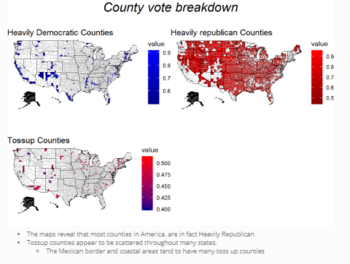 County vote breakdown
Heavily Democratic Counties
Heavily republican Counties
value
0.9
0.8
0.7
0.6
value
0.9
0.8
0.7
0.6
0.5
Tossup Counties
value
0.500
0.475
0.450
0.425
0.400
The maps reveal that most counties in America, are in fact Heavily Republican
Tossup counties appear to be scattered throughout many states.
The Mexican border and coastal areas tend to have many toss up counties